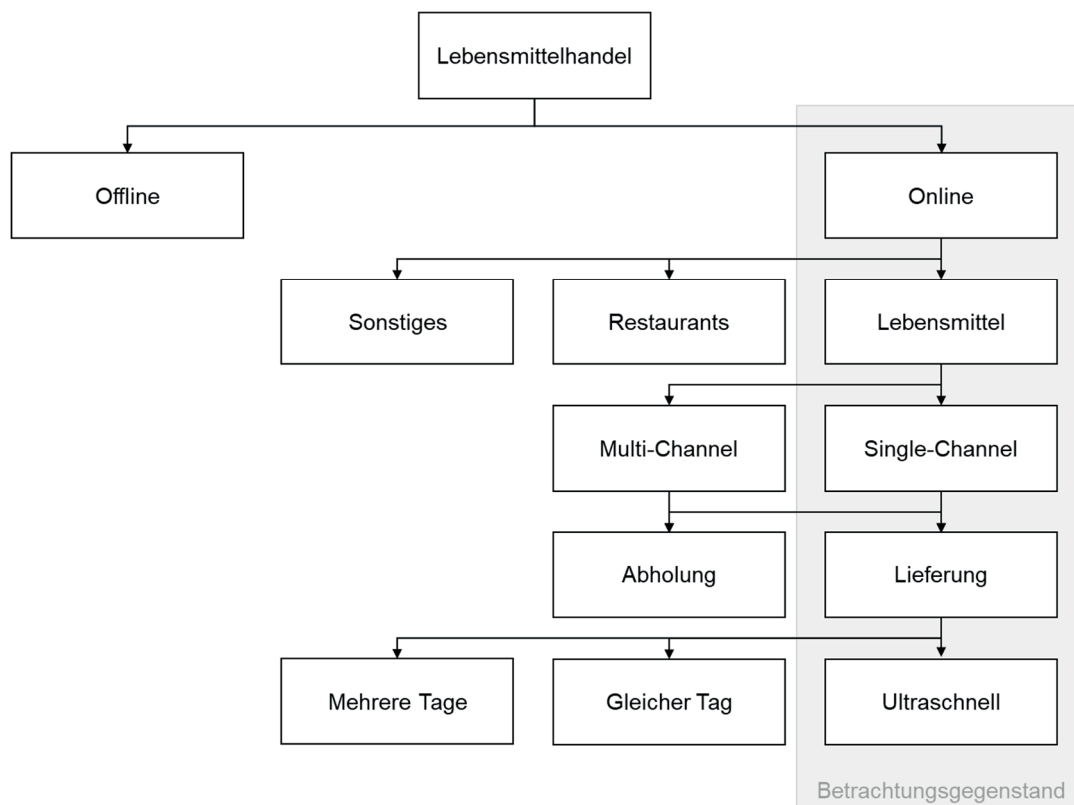 Lebensmittelhandel
Offline
Online
Sonstiges
Restaurants
Lebensmittel
Multi-Channel
Single-Channel
Abholung
Lieferung
Mehrere Tage
Gleicher Tag
Ultraschnell
Betrachtungsgegenstand